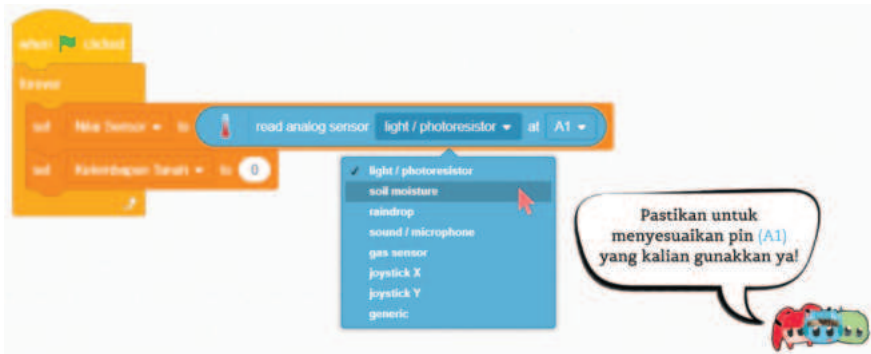 when clicked
forever
set Nilai Sensor to read analog sensor light / photoresistor at A1
set Kelembapan Tanah to 0
✓ light / photoresistor
soil moisture
raindrop
sound / microphone
gas sensor
joystick X
joystick Y
generic
Pastikan untuk
menyesuaikan pin (A1)
yang kalian gunakkan ya!